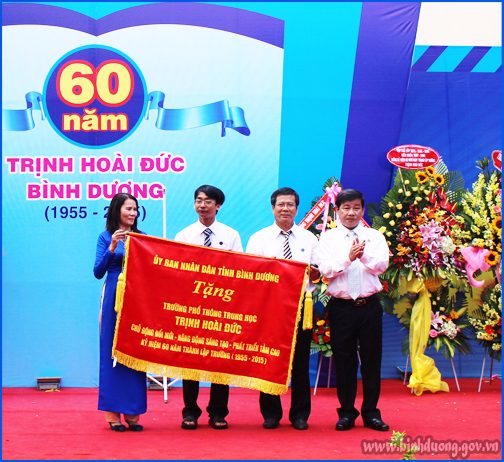 60
năm
TRỊNH HOÀI ĐỨC
BÌNH DƯƠNG
(1955 - 2015)
ỦY BAN NHÂN DÂN TỈNH BÌNH DƯƠNG
Tặng
TRƯỜNG PHỔ THÔNG TRUNG HỌC
TRỊNH HOÀI ĐỨC
CHỦ ĐỘNG ĐỔI MỚI - NĂNG ĐỘNG SÁNG TẠO - PHÁT TRIỂN TẦM CAO
KỶ NIỆM 60 NĂM THÀNH LẬP TRƯỜNG (1955-2015)
www.binhduong.gov.vn